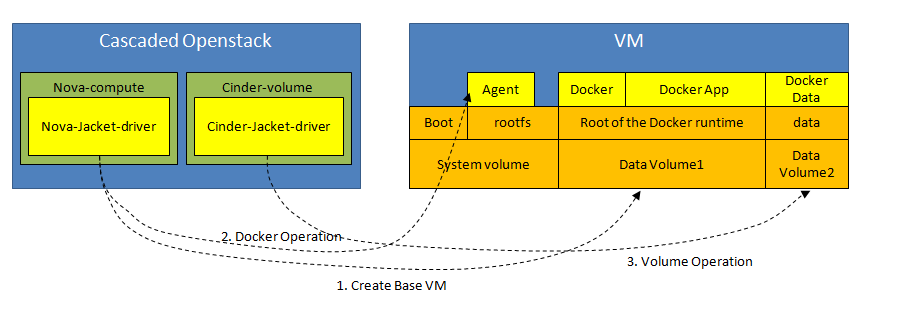 Cascaded Openstack
VM
Nova-compute
Cinder-volume
Nova-Jacket-driver
Cinder-Jacket-driver
Agent
Docker
Docker App
Docker
Data
Boot
rootfs
Root of the Docker runtime
data
System volume
Data Volume1
Data
Volume2
2. Docker Operation
3. Volume Operation
1. Create Base VM